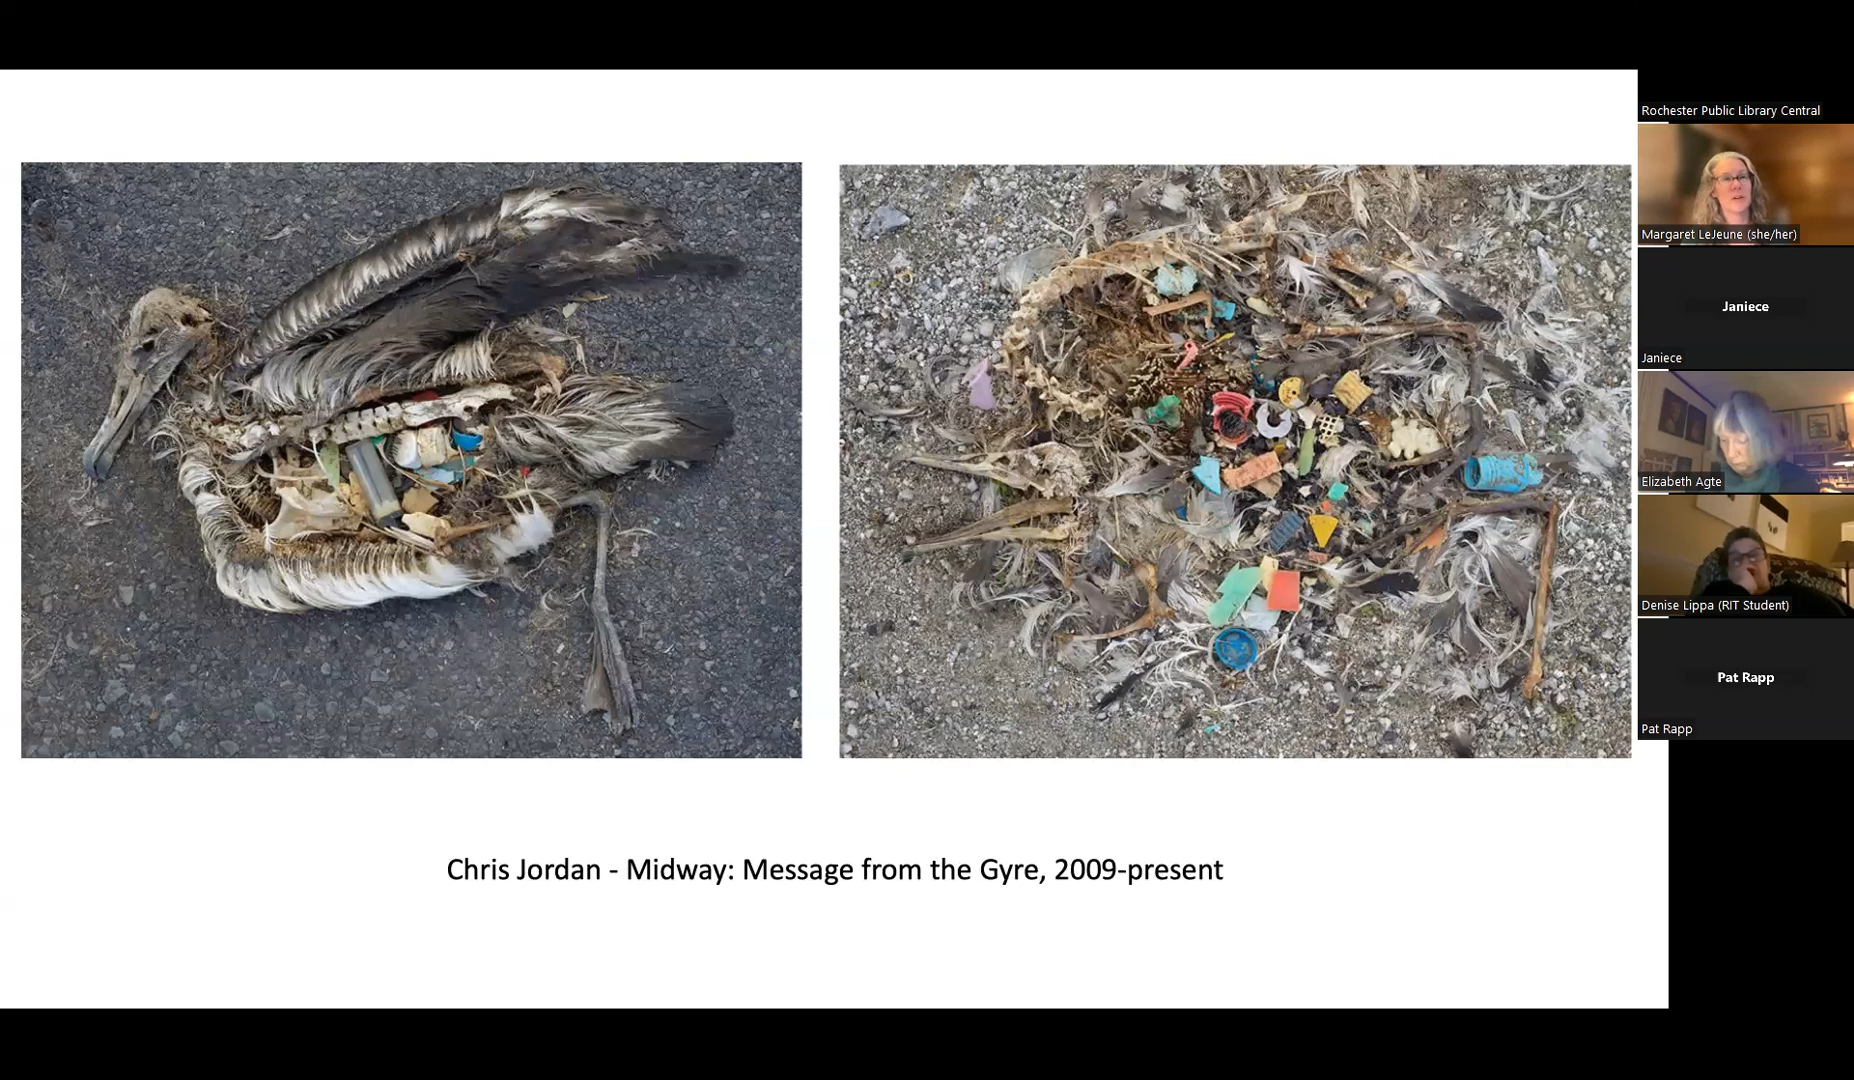 Rochester Public Library Central
Margaret LeJeune (she/her)
Janiece
Janiece
Elizabeth Agte
Denise Lippa (RIT Student)
Pat Rapp
Pat Rapp
Chris Jordan - Midway: Message from the Gyre, 2009-present